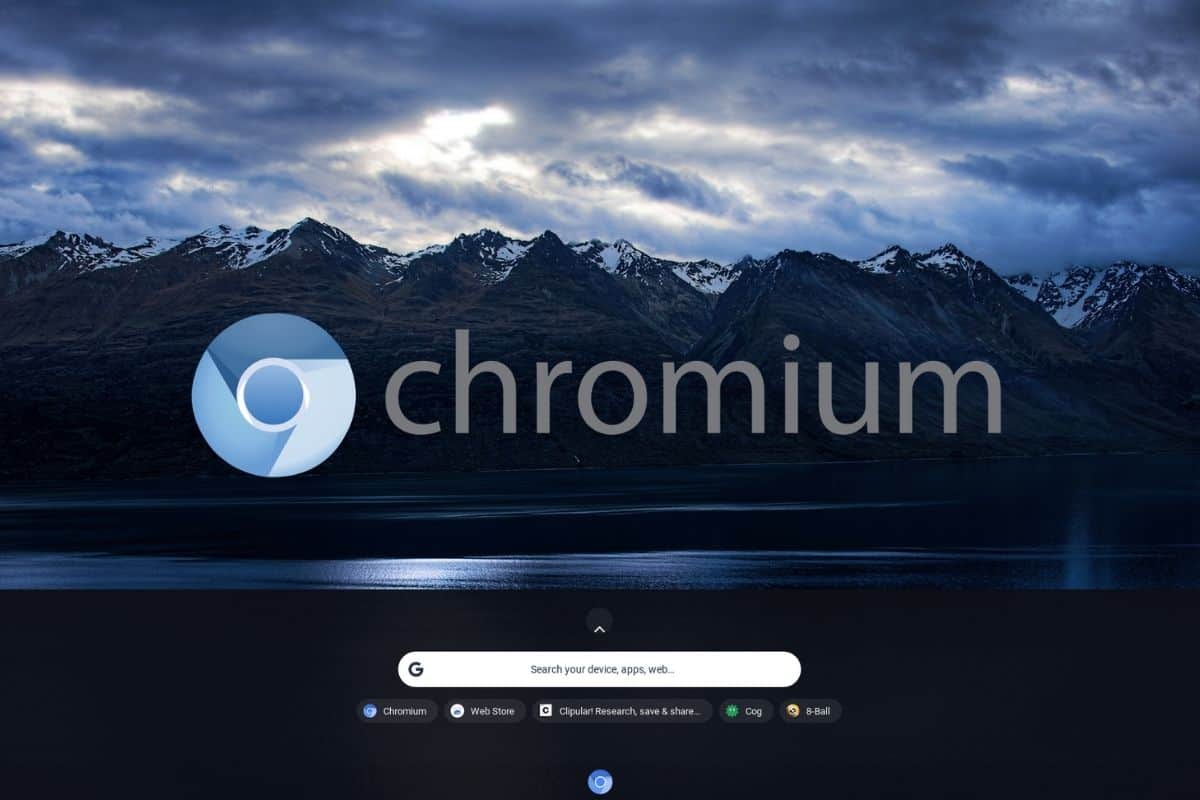 chromium
Search your device, apps, web...
Chromium
Web Store
Clipular! Research, save & share...
Cog
8-Ball